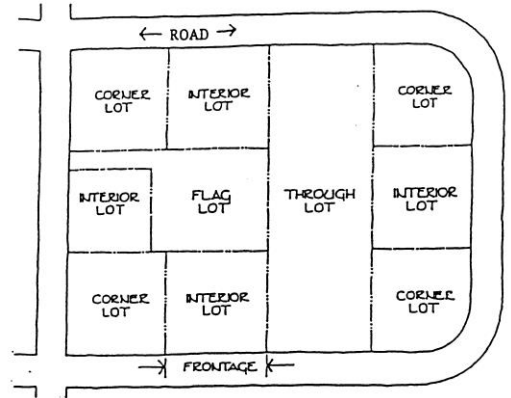 ← ROAD →
CORNER
LOT
INTERIOR
LOT
CORNER
LOT
INTERIOR
LOT
FLAG
LOT
THROUGH
LOT
INTERIOR
LOT
CORNER
LOT
INTERIOR
LOT
CORNER
LOT
FRONTAGE